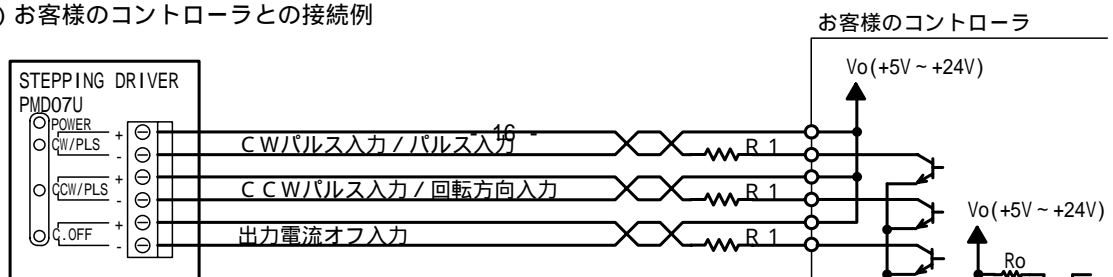 ) お客様のコントローラとの接続例
お客様のコントローラ
STEPPING DRIVER
PMD07U
Vo(+5V ~ +24V)
POWER
CW/PLS
+
-
CWパルス入力/パルス入力
- 16 -
R 1
CCW/PLS
+
-
CCWパルス入力/回転方向入力
R 1
C.OFF
+
-
出力電流オフ入力
R 1
Vo(+5V ~ +24V)
Ro